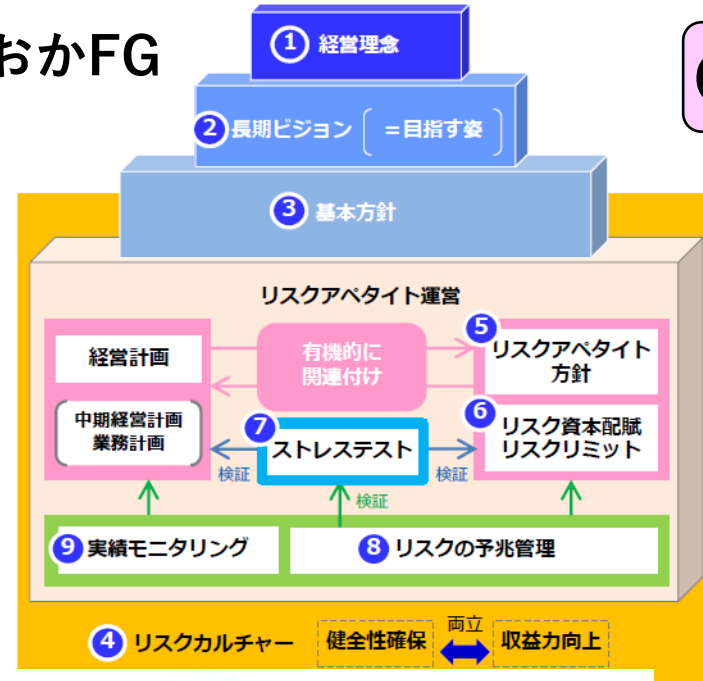 おかFG
1 経営理念
2 長期ビジョン (=目指す姿)
3 基本方針
リスクアペタイト運営
経営計画
有機的に
関連付け
5 リスクアペタイト
方針
中期経営計画
業務計画
7 ストレステスト
6 リスク資本配賦
リスクリミット
検証
検証
検証
9 実績モニタリング
8 リスクの予兆管理
4 リスクカルチャー
健全性確保
両立
収益力向上